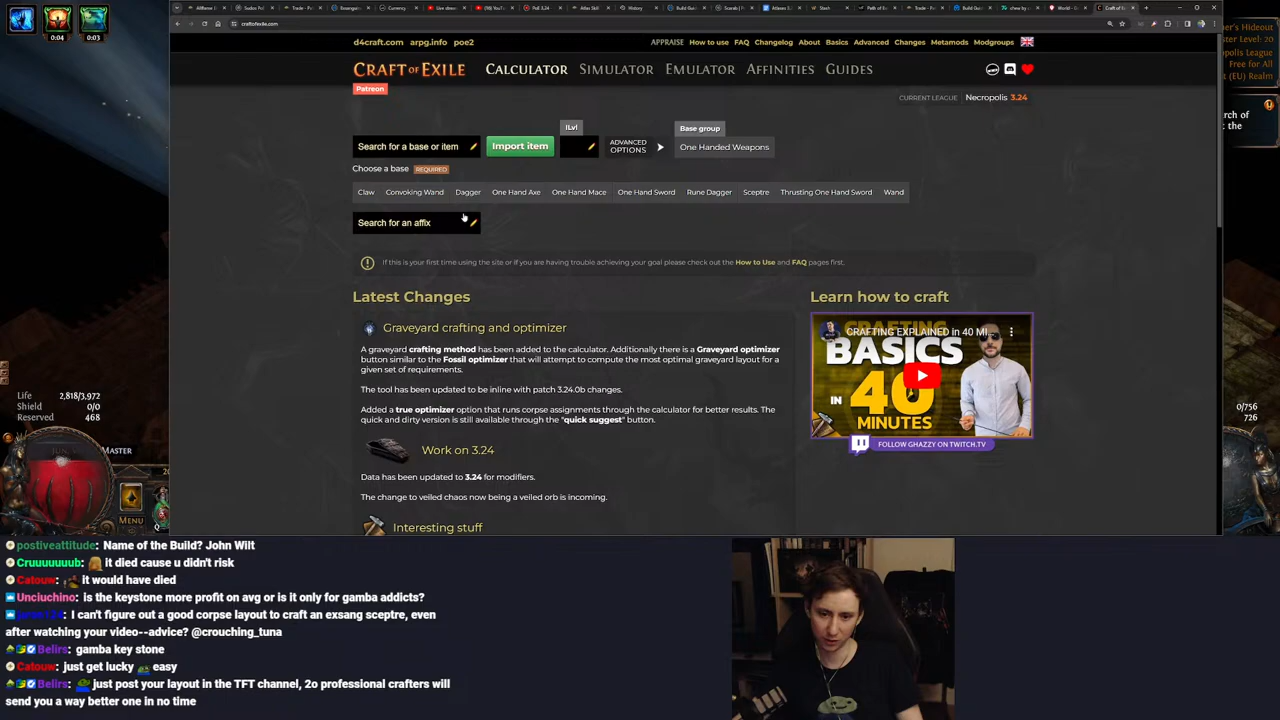 0:04
0:03
craftofexile.com
d4craft.com arpg.info poe2
APPRAISE How to use FAQ Changelog About Basics Advanced Changes Metamods Modgroups
CRAFT OF EXILE
CALCULATOR SIMULATOR EMULATOR AFFINITIES GUIDES
Patreon
CURRENT LEAGUE Necropolis 3.24
ILvl
Base group
Search for a base or item
Import item
ADVANCED
OPTIONS
One Handed Weapons
Choose a base REQUIRED
Claw Convoking Wand Dagger One Hand Axe One Hand Mace One Hand Sword Rune Dagger Sceptre Thrusting One Hand Sword Wand
Search for an affix
If this is your first time using the site or if you are having trouble achieving your goal please check out the How to Use and FAQ pages first.
Latest Changes
Graveyard crafting and optimizer
A graveyard crafting method has been added to the calculator. Additionally there is a Graveyard optimizer
button similar to the Fossil optimizer that will attempt to compute the most optimal graveyard layout for a
given set of requirements.
The tool has been updated to be inline with patch 3.24.0b changes.
Added a true optimizer option that runs corpse assignments through the calculator for better results. The
quick and dirty version is still available through the "quick suggest" button.
Work on 3.24
Data has been updated to 3.24 for modifiers.
The change to veiled chaos now being a veiled orb is incoming.
Interesting stuff
Learn how to craft
CRAFTING EXPLAINED in 40 MI...
BASICS
IN 40
MINUTES
FOLLOW GHAZZY ON TWITCH.TV
Life 2,818/3,972
Shield 0/0
Reserved 468
MASTER
MENU
0/756
726
postiveattitude: Name of the Build? John Wilt
Cruuuuuuub: it died cause u didn't risk
Catouw: it would have died
Unciuchino: is the keystone more profit on avg or is it only for gamba addicts?
I can't figure out a good corpse layout to craft an exsang sceptre, even
after watching your video--advice? @crouching_tuna
Belirs: gamba key stone
Catouw: just get lucky easy
Belirs: just post your layout in the TFT channel, 2o professional crafters will
send you a way better one in no time